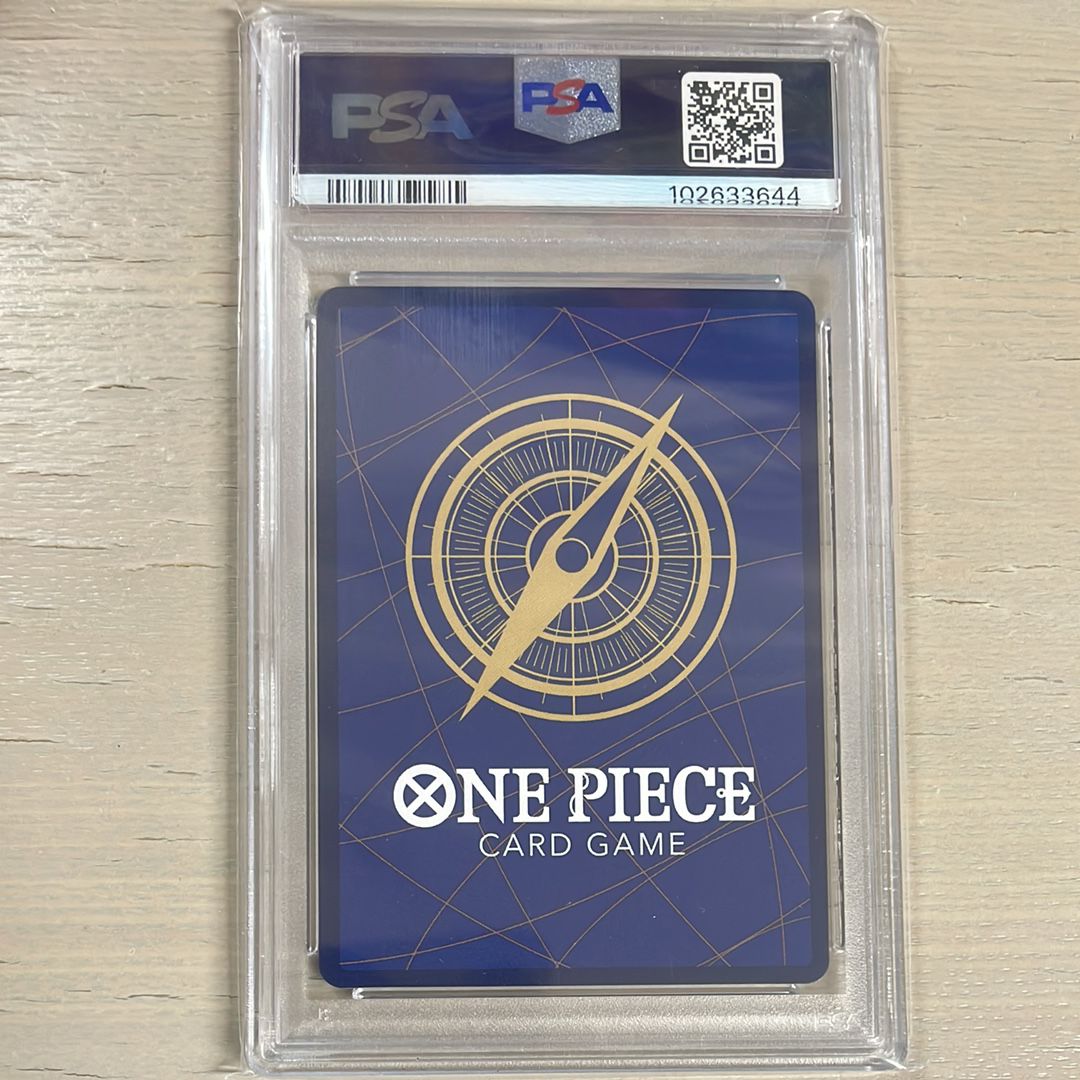 PSA
PSA
102633644
ONE PIECE
CARD GAME